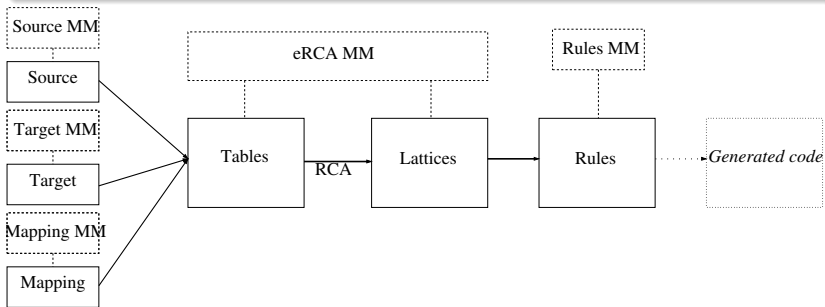 Source MM
Source
Target MM
Target
Mapping MM
Mapping
eRCA MM
Tables
RCA
Lattices
Rules MM
Rules
Generated code